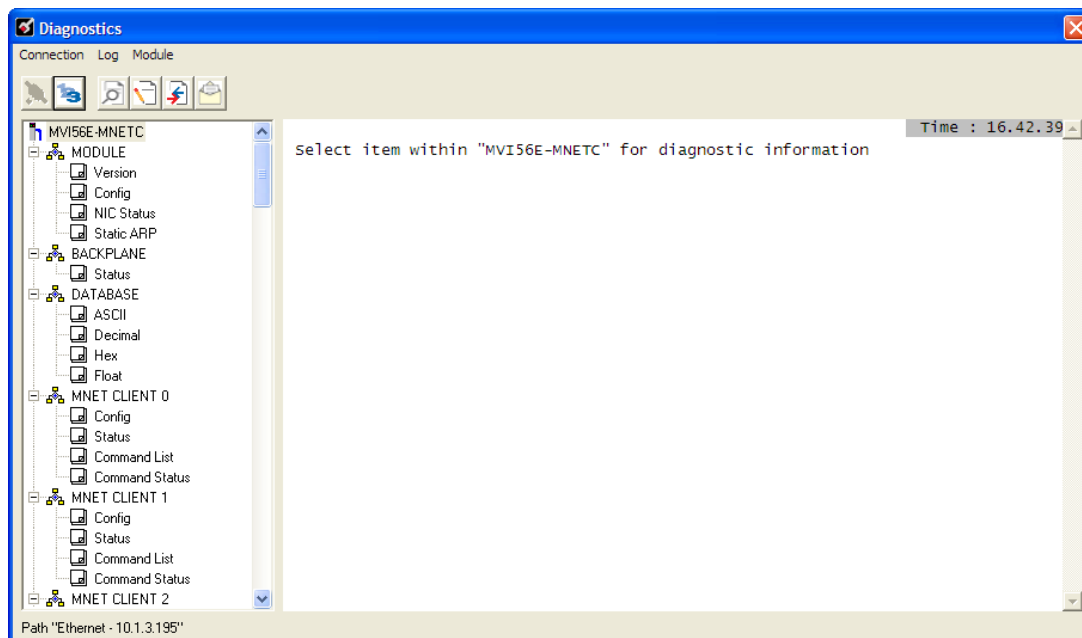 Diagnostics
Connection Log Module
MVI56E-MNETC
MODULE
Version
Config
NIC Status
Static ARP
BACKPLANE
Status
DATABASE
ASCII
Decimal
Hex
Float
MNET CLIENT 0
Config
Status
Command List
Command Status
MNET CLIENT 1
Config
Status
Command List
Command Status
MNET CLIENT 2
Time : 16.42.39
Select item within "MVI56E-MNETC" for diagnostic information
Path "Ethernet - 10.1.3.195"